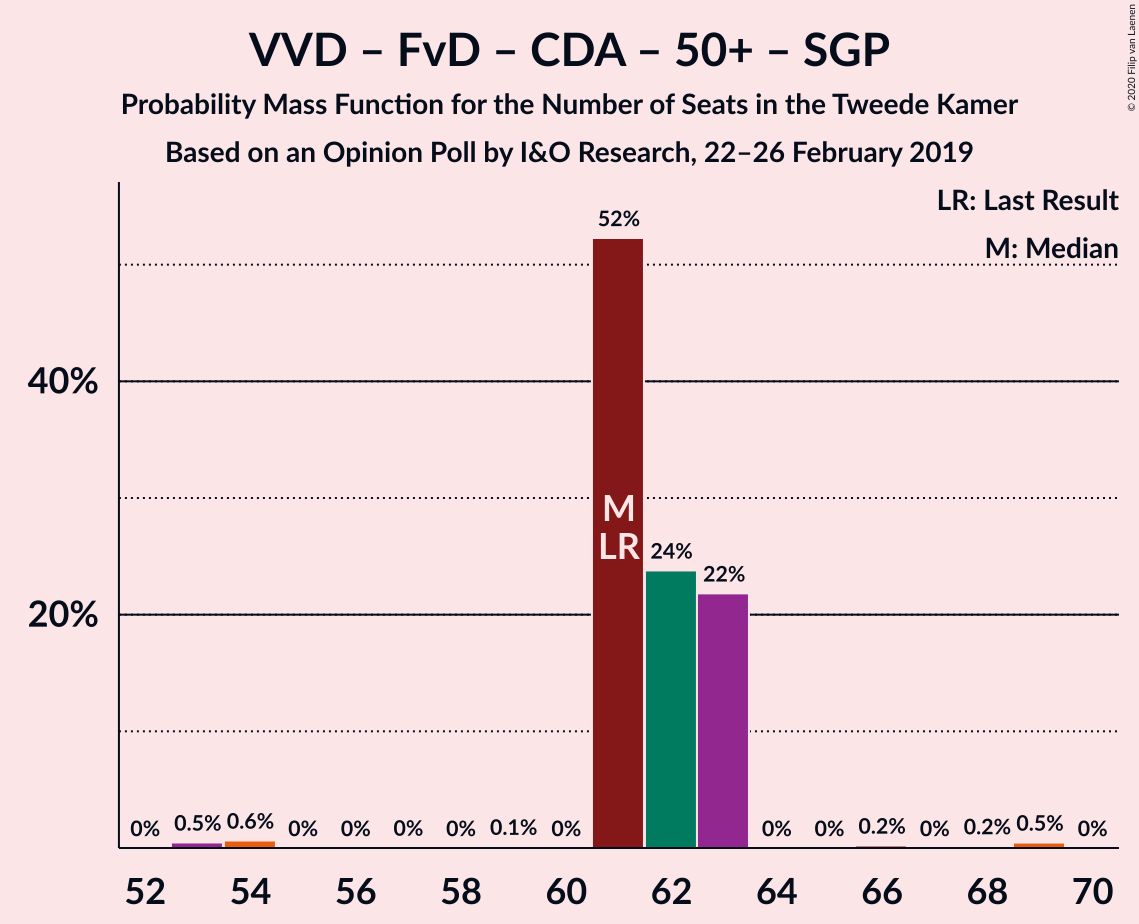 VVD – FvD – CDA – 50+ – SGP
Probability Mass Function for the Number of Seats in the Tweede Kamer
Based on an Opinion Poll by I&O Research, 22–26 February 2019
© 2020 Filip van Laenen
LR: Last Result
M: Median
52%
40%
M
LR
24%
22%
20%
0% 0.5% 0.6% 0% 0% 0% 0% 0.1% 0% 0% 0% 0.2% 0% 0.2% 0.5% 0%
52 54 56 58 60 62 64 66 68 70